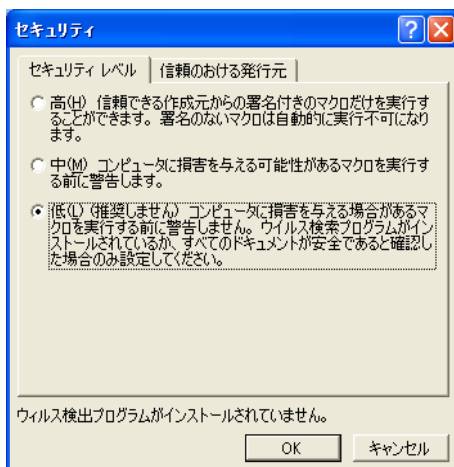 セキュリティ
セキュリティ レベル 信頼のおける発行元
高(H) 信頼できる作成元からの署名付きのマクロだけを実行す
ることができます。署名のないマクロは自動的に実行不可になり
ます。
中(M) コンピュータに損害を与える可能性があるマクロを実行す
る前に警告します。
低(L) (推奨しません) コンピュータに損害を与える場合があるマ
クロを実行する前に警告しません。ウイルス検索プログラムがイン
ストールされているか、すべてのドキュメントが安全であると確認し
た場合のみ設定してください。
ウィルス検出プログラムがインストールされていません。
OK キャンセル